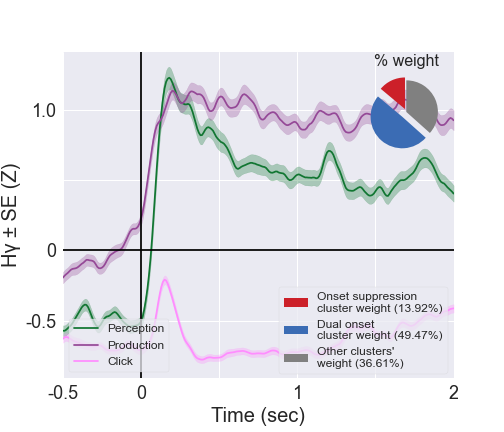 % weight
1.0
0
-0.5
Hγ ± SE (Z)
Onset suppression
cluster weight (13.92%)
Dual onset
cluster weight (49.47%)
Other clusters'
weight (36.61%)
Perception
Production
Click
-0.5
0
1
2
Time (sec)